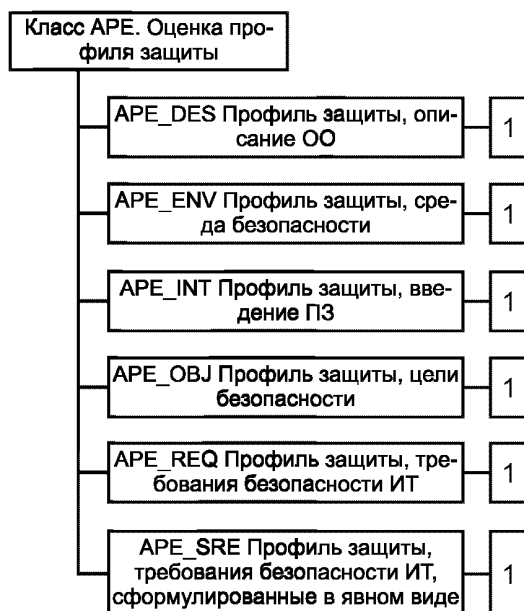 Класс APE. Оценка про-
филя защиты
APE_DES Профиль защиты, опи-
сание ОО
1
APE_ENV Профиль защиты, сре-
да безопасности
1
APE_INT Профиль защиты, вве-
дение ПЗ
1
APE_OBJ Профиль защиты, цели
безопасности
1
APE_REQ Профиль защиты, тре-
бования безопасности ИТ
1
APE_SRE Профиль защиты,
требования безопасности ИТ,
сформулированные в явном виде
1